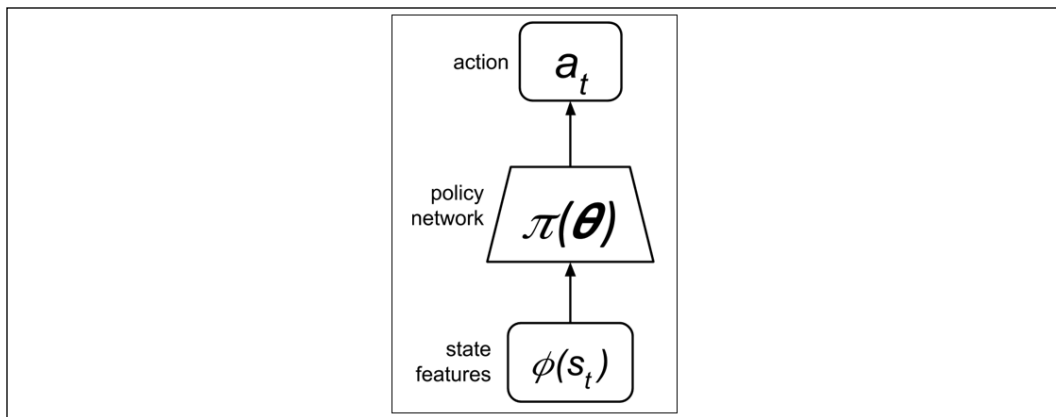 action
a_t
policy
network
π(θ)
state
features
ϕ(s_t)